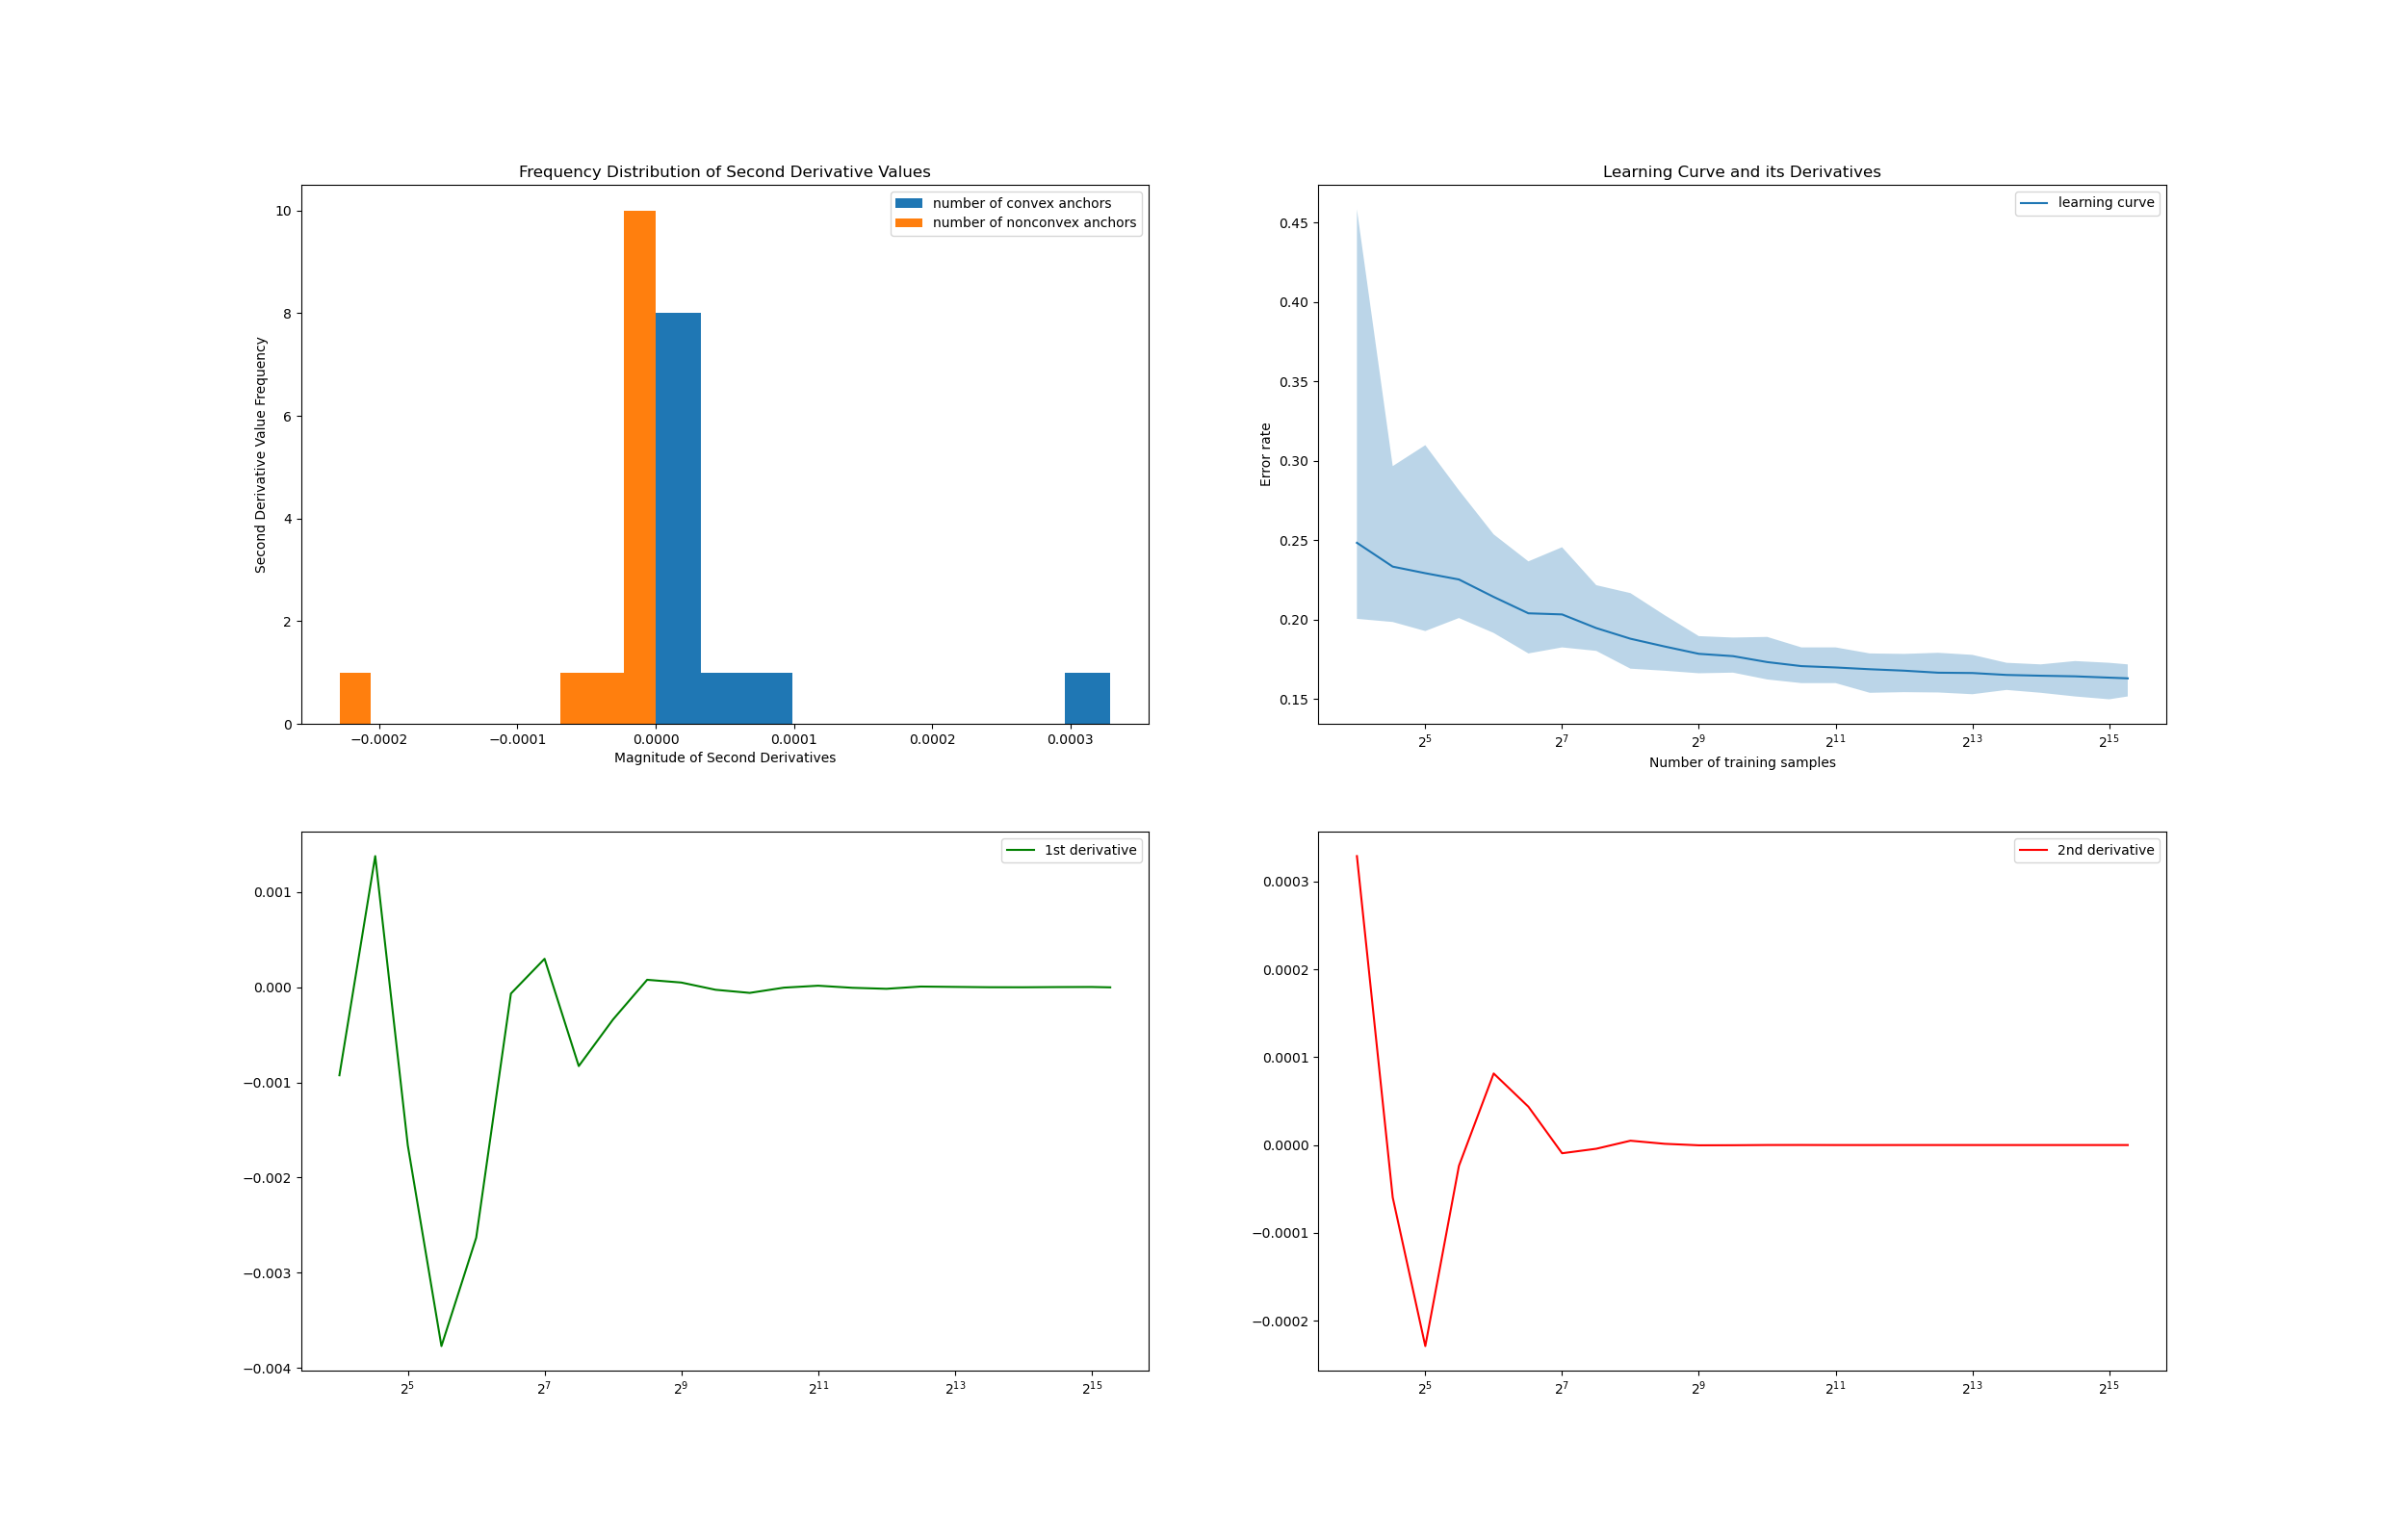 Frequency Distribution of Second Derivative Values
number of convex anchors
number of nonconvex anchors
10
8
6
4
2
0
Second Derivative Value Frequency
−0.0002 −0.0001 0.0000 0.0001 0.0002 0.0003
Magnitude of Second Derivatives
Learning Curve and its Derivatives
learning curve
0.45
0.40
0.35
0.30
0.25
0.20
0.15
Error rate
2^5 2^7 2^9 2^11 2^13 2^15
Number of training samples
1st derivative
0.001
0.000
−0.001
−0.002
−0.003
−0.004
2^5 2^7 2^9 2^11 2^13 2^15
2nd derivative
0.0003
0.0002
0.0001
0.0000
−0.0001
−0.0002
2^5 2^7 2^9 2^11 2^13 2^15